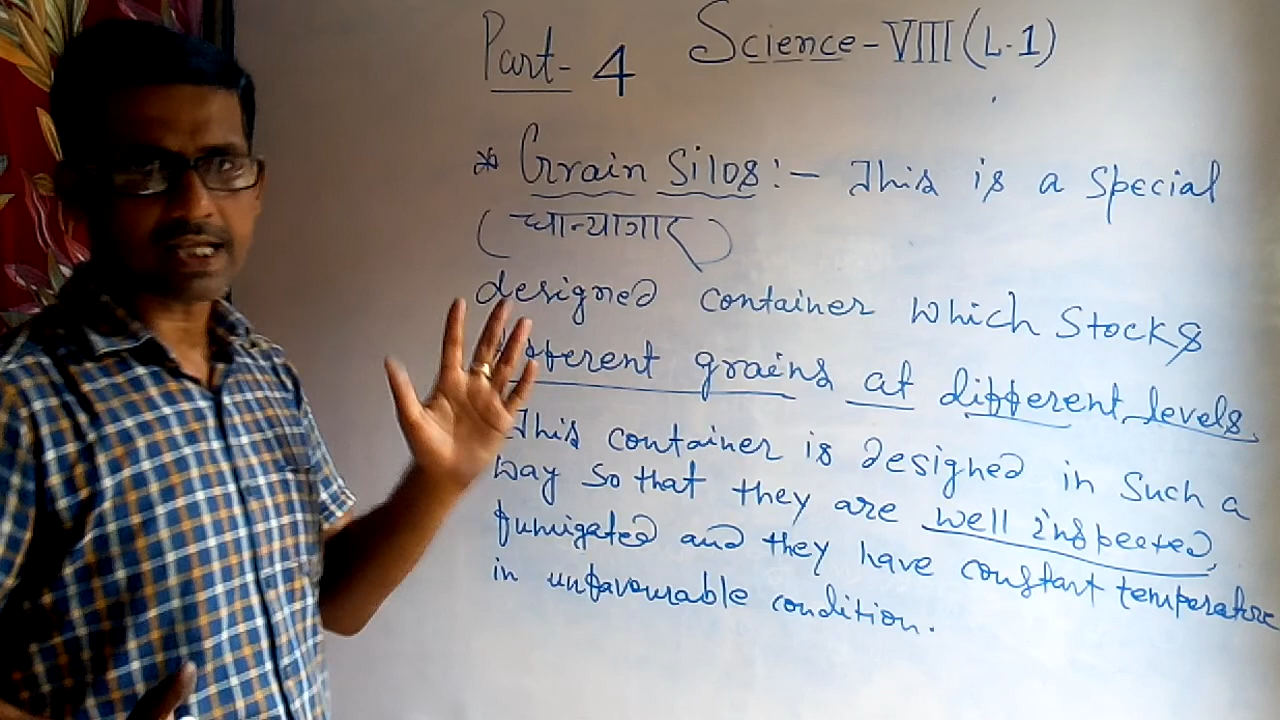 Part-4 Science-VIII (L.1)
* Grain Silos:- This is a special
(धान्यागार)
designed container which stocks
different grains at different levels.
This container is designed in such a
way so that they are well inspected,
fumigated and they have constant temperature
in unfavourable condition.